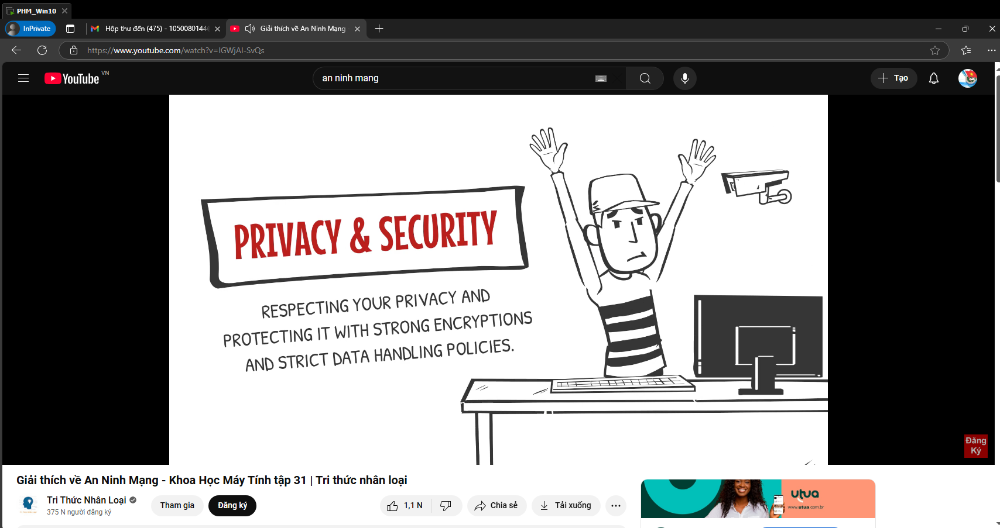 PHM_Win10
InPrivate
Hộp thư đến (475) - 1050080144
Giải thích về An Ninh Mạng -
https://www.youtube.com/watch?v=IGWjAI-SvQs
YouTube VN
an ninh mang
Tạo
PRIVACY & SECURITY
RESPECTING YOUR PRIVACY AND
PROTECTING IT WITH STRONG ENCRYPTIONS
AND STRICT DATA HANDLING POLICIES.
Đăng
Ký
Giải thích về An Ninh Mạng - Khoa Học Máy Tính tập 31 | Tri thức nhân loại
Tri Thức Nhân Loại
375 N người đăng ký
Tham gia
Đăng ký
1,1 N
Chia sẻ
Tải xuống
utua
www.utua.com.br